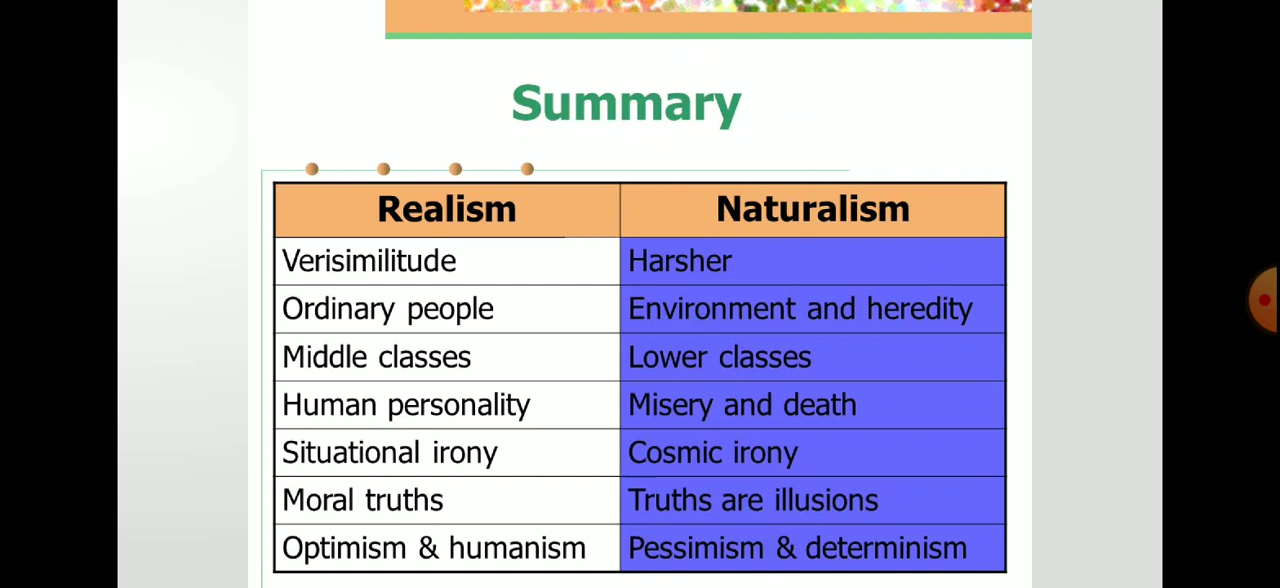 Summary
Realism Naturalism
Verisimilitude Harsher
Ordinary people Environment and heredity
Middle classes Lower classes
Human personality Misery and death
Situational irony Cosmic irony
Moral truths Truths are illusions
Optimism & humanism Pessimism & determinism